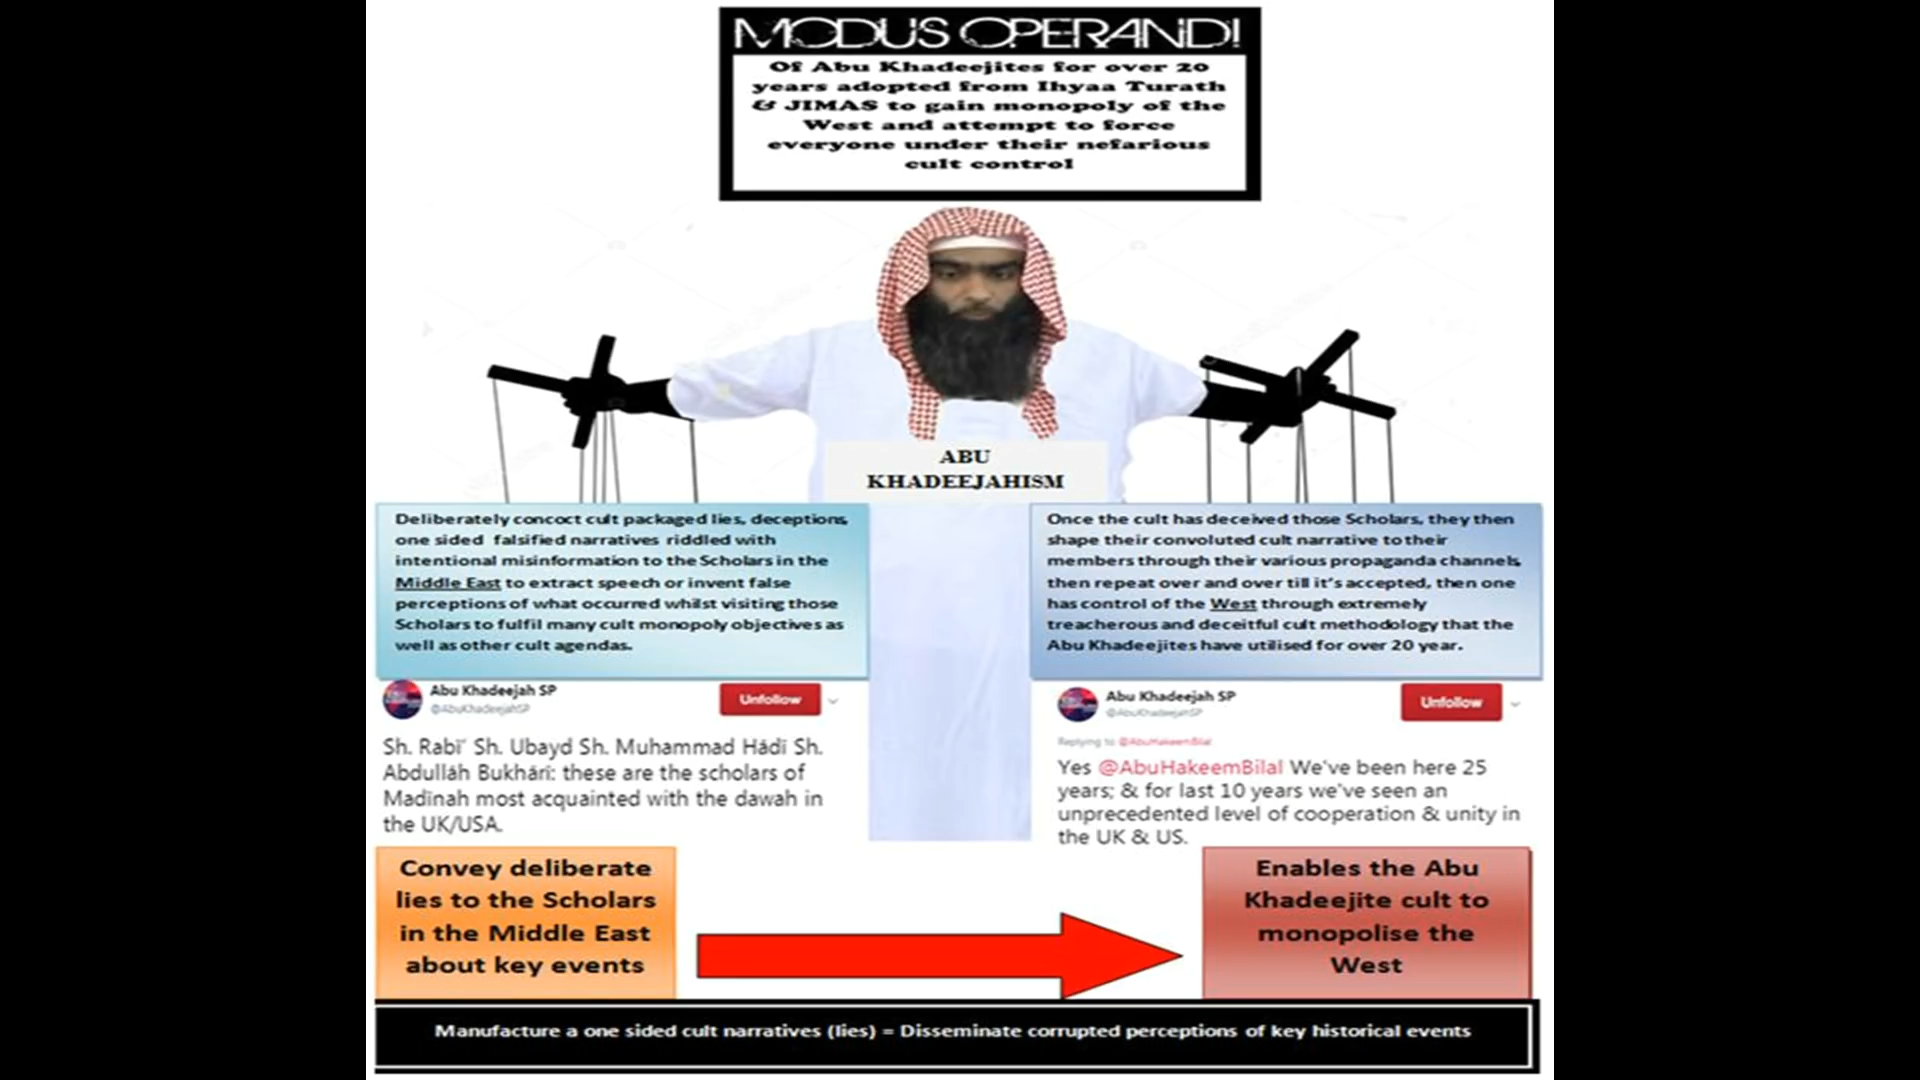 MODUS OPERANDI
Of Abu Khadeejites for over 20
years adopted from Ihyaa Turath
& JIMAS to gain monopoly of the
West and attempt to force
everyone under their nefarious
cult control
ABU
KHADEEJAHISM
Deliberately concoct cult packaged lies, deceptions,
one sided falsified narratives riddled with
intentional misinformation to the Scholars in the
Middle East to extract speech or invent false
perceptions of what occurred whilst visiting those
Scholars to fulfil many cult monopoly objectives as
well as other cult agendas.
Once the cult has deceived those Scholars, they then
shape their convoluted cult narrative to their
members through their various propaganda channels,
then repeat over and over till it's accepted, then one
has control of the West through extremely
treacherous and deceitful cult methodology that the
Abu Khadeejites have utilised for over 20 year.
Abu Khadeejah SP
@AbuKhadeejahSP
Unfollow
Sh. Rabī' Sh. Ubayd Sh. Muhammad Hādī Sh.
Abdullāh Bukhārī: these are the scholars of
Madīnah most acquainted with the dawah in
the UK/USA.
Abu Khadeejah SP
@AbuKhadeejahSP
Unfollow
Replying to @AbuHakeemBilal
Yes @AbuHakeemBilal We've been here 25
years; & for last 10 years we've seen an
unprecedented level of cooperation & unity in
the UK & US.
Convey deliberate
lies to the Scholars
in the Middle East
about key events
Enables the Abu
Khadeejite cult to
monopolise the
West
Manufacture a one sided cult narratives (lies) = Disseminate corrupted perceptions of key historical events